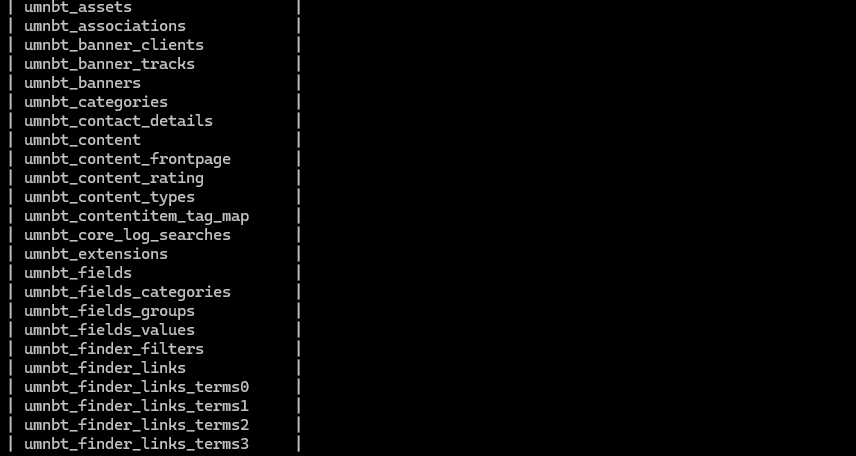 | umnbt_assets |
| umnbt_associations |
| umnbt_banner_clients |
| umnbt_banner_tracks |
| umnbt_banners |
| umnbt_categories |
| umnbt_contact_details |
| umnbt_content |
| umnbt_content_frontpage |
| umnbt_content_rating |
| umnbt_content_types |
| umnbt_contentitem_tag_map |
| umnbt_core_log_searches |
| umnbt_extensions |
| umnbt_fields |
| umnbt_fields_categories |
| umnbt_fields_groups |
| umnbt_fields_values |
| umnbt_finder_filters |
| umnbt_finder_links |
| umnbt_finder_links_terms0 |
| umnbt_finder_links_terms1 |
| umnbt_finder_links_terms2 |
| umnbt_finder_links_terms3 |